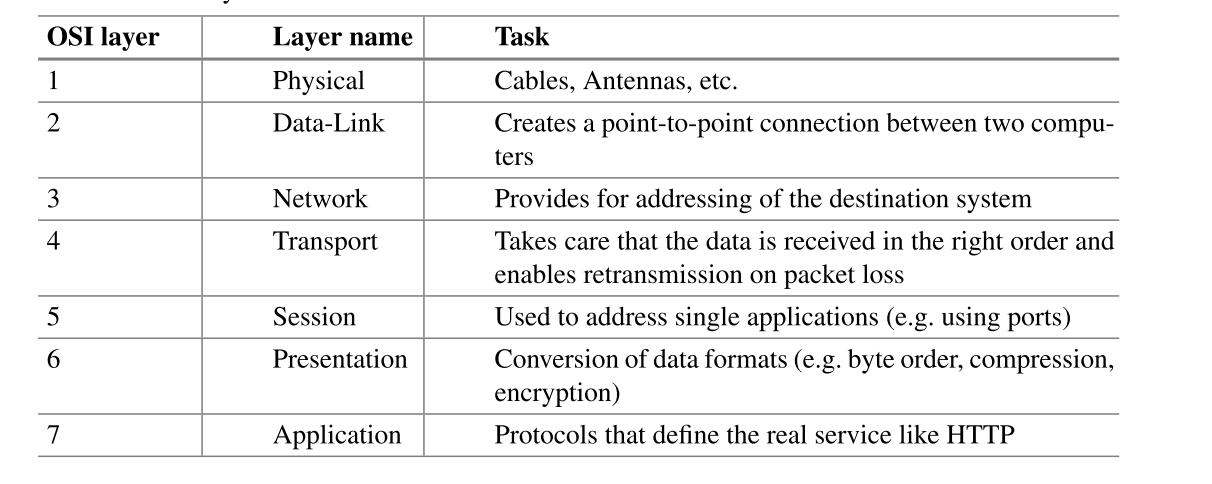 OSI layer Layer name Task
1 Physical Cables, Antennas, etc.
2 Data-Link Creates a point-to-point connection between two compu-
ters
3 Network Provides for addressing of the destination system
4 Transport Takes care that the data is received in the right order and
enables retransmission on packet loss
5 Session Used to address single applications (e.g. using ports)
6 Presentation Conversion of data formats (e.g. byte order, compression,
encryption)
7 Application Protocols that define the real service like HTTP